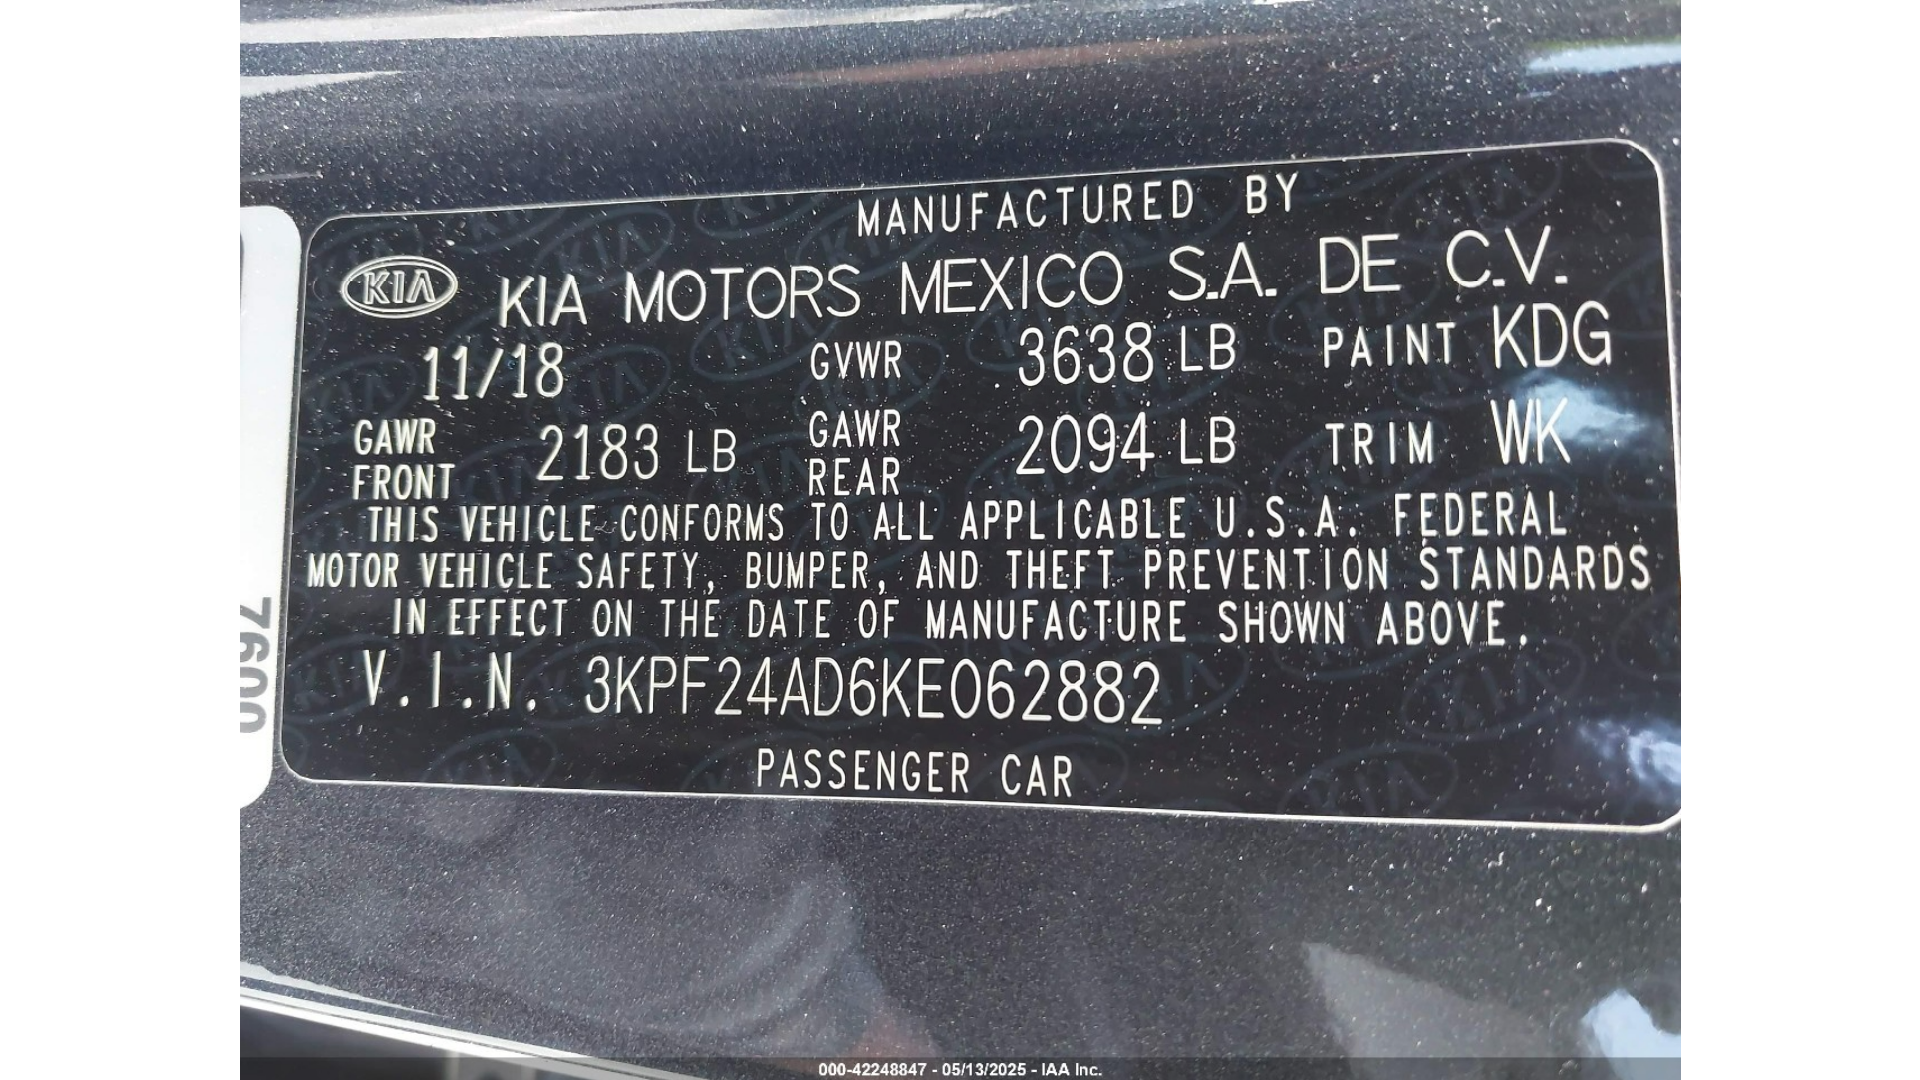 MANUFACTURED BY
KIA KIA MOTORS MEXICO S.A. DE C.V.
11/18 GVWR 3638 LB PAINT KDG
GAWR FRONT 2183 LB GAWR REAR 2094 LB TRIM WK
THIS VEHICLE CONFORMS TO ALL APPLICABLE U.S.A. FEDERAL
MOTOR VEHICLE SAFETY, BUMPER, AND THEFT PREVENTION STANDARDS
IN EFFECT ON THE DATE OF MANUFACTURE SHOWN ABOVE.
V.I.N. 3KPF24AD6KE062882
PASSENGER CAR
000-42248847 - 05/13/2025 - IAA Inc.